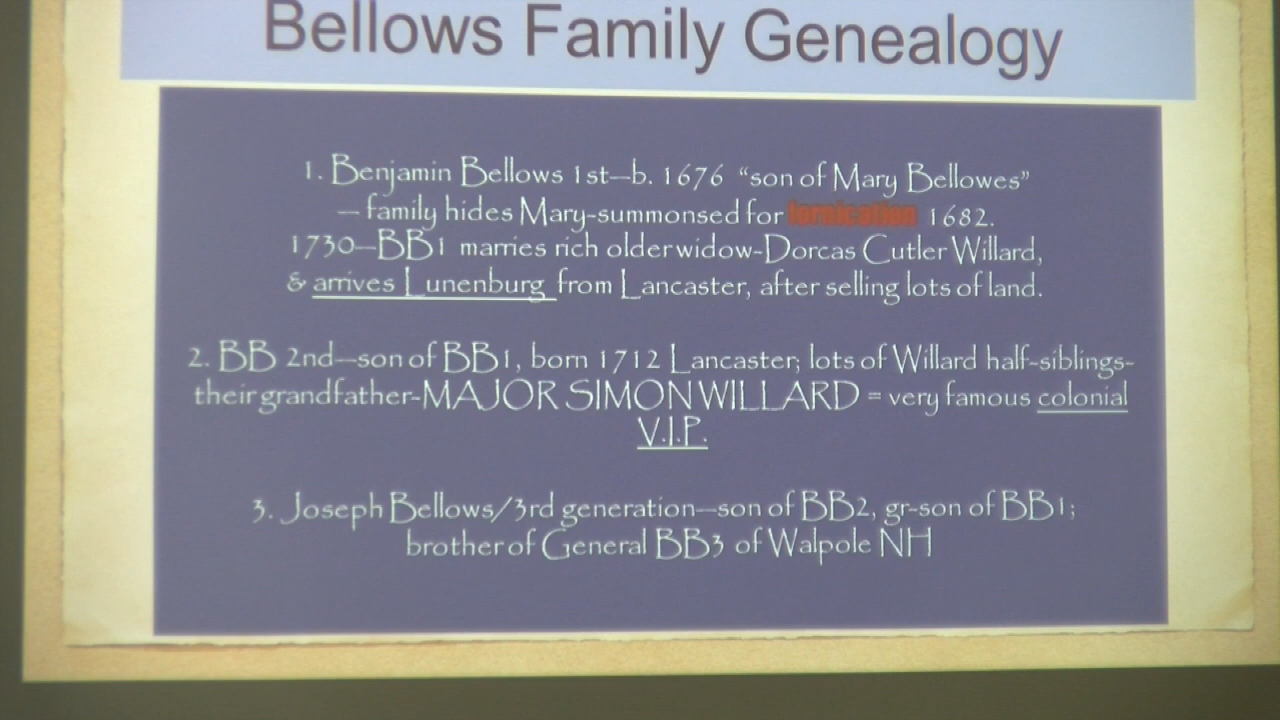 Bellows Family Genealogy
1. Benjamin Bellows 1st—b. 1676 “son of Mary Bellowes”
— family hides Mary-summonsed for fornication 1682.
1730—BB1 marries rich older widow-Dorcas Cutler Willard,
& arrives Lunenburg from Lancaster, after selling lots of land.
2. BB 2nd—son of BB1, born 1712 Lancaster; lots of Willard half-siblings-
their grandfather-MAJOR SIMON WILLARD = very famous colonial
V.I.P.
3. Joseph Bellows/3rd generation—son of BB2, gr-son of BB1;
brother of General BB3 of Walpole NH